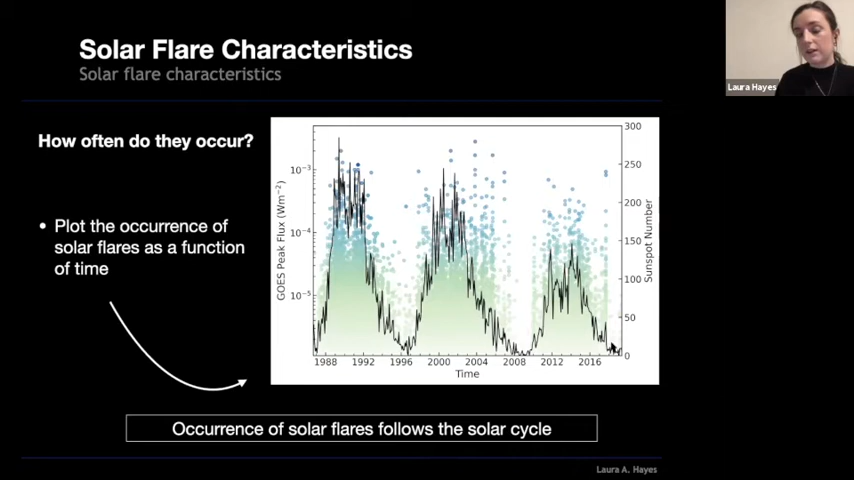 Solar Flare Characteristics
Solar flare characteristics
Laura Hayes
How often do they occur?
• Plot the occurrence of
solar flares as a function
of time
GOES Peak Flux (Wm⁻²)
10⁻³
10⁻⁴
10⁻⁵
300
250
200
150
100
50
0
Sunspot Number
1988 1992 1996 2000 2004 2008 2012 2016
Time
Occurrence of solar flares follows the solar cycle
Laura A. Hayes